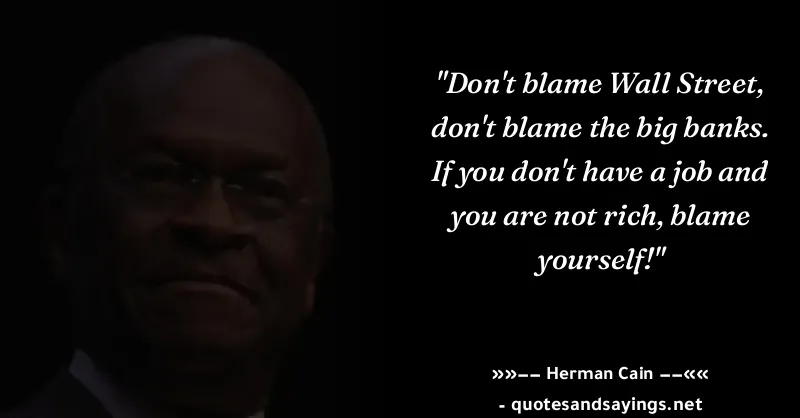 "Don't blame Wall Street,
don't blame the big banks.
If you don't have a job and
you are not rich, blame
yourself!"
»»−− Herman Cain −−««
- quotesandsayings.net